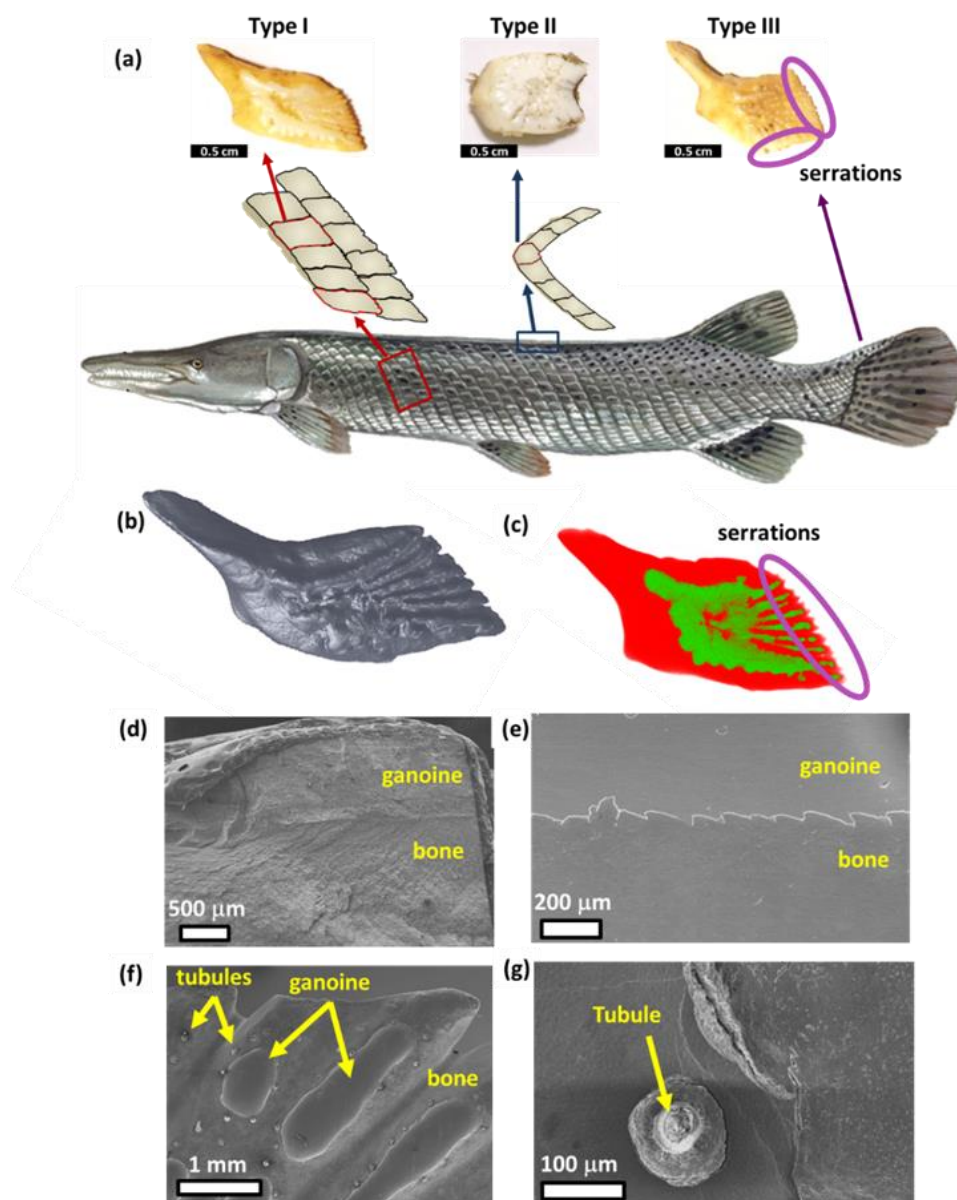 Type I
Type II
Type III
(a)
0.5 cm
0.5 cm
0.5 cm
serrations
(b)
(c)
serrations
(d)
ganoine
bone
500 μm
(e)
ganoine
bone
200 μm
(f)
tubules
ganoine
bone
1 mm
(g)
Tubule
100 μm